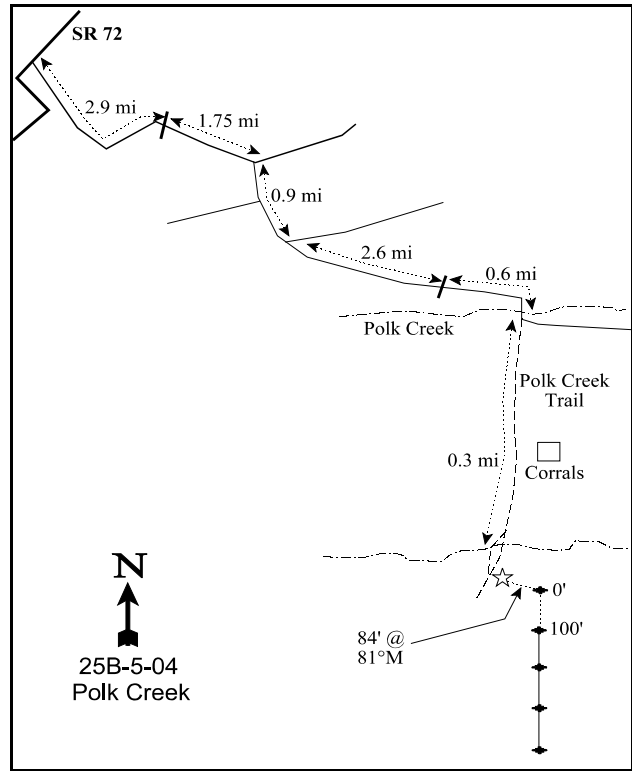 SR 72
2.9 mi
1.75 mi
0.9 mi
2.6 mi
0.6 mi
Polk Creek
Polk Creek
Trail
0.3 mi
Corrals
N
0'
84' @
81°M
100'
25B-5-04
Polk Creek